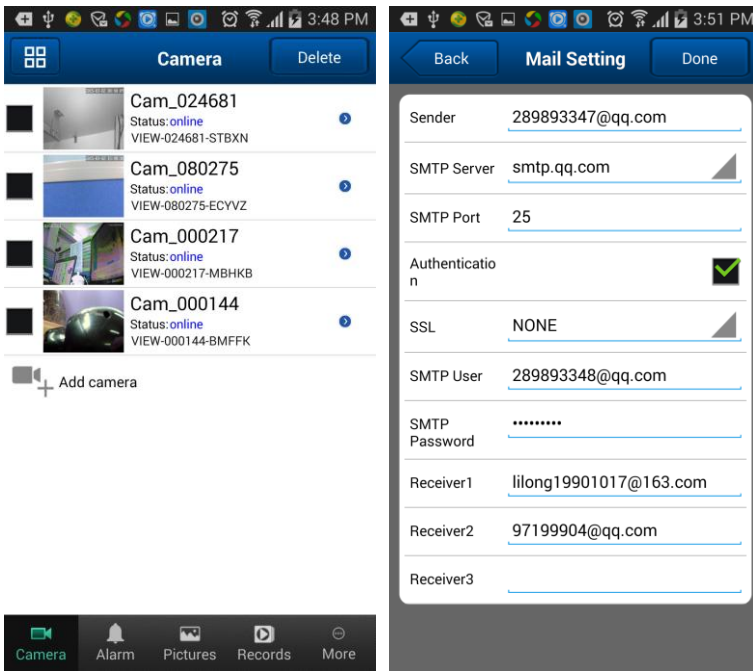 3:48 PM
Camera
Delete
Cam_024681
Status:online
VIEW-024681-STBXN
Cam_080275
Status:online
VIEW-080275-ECYVZ
Cam_000217
Status:online
VIEW-000217-MBHKB
Cam_000144
Status:online
VIEW-000144-BMFFK
Add camera
Camera
Alarm
Pictures
Records
More
3:51 PM
Back
Mail Setting
Done
Sender
289893347@qq.com
SMTP Server
smtp.qq.com
SMTP Port
25
Authenticatio
n
SSL
NONE
SMTP User
289893348@qq.com
SMTP
Password
•••••••••
Receiver1
lilong19901017@163.com
Receiver2
97199904@qq.com
Receiver3